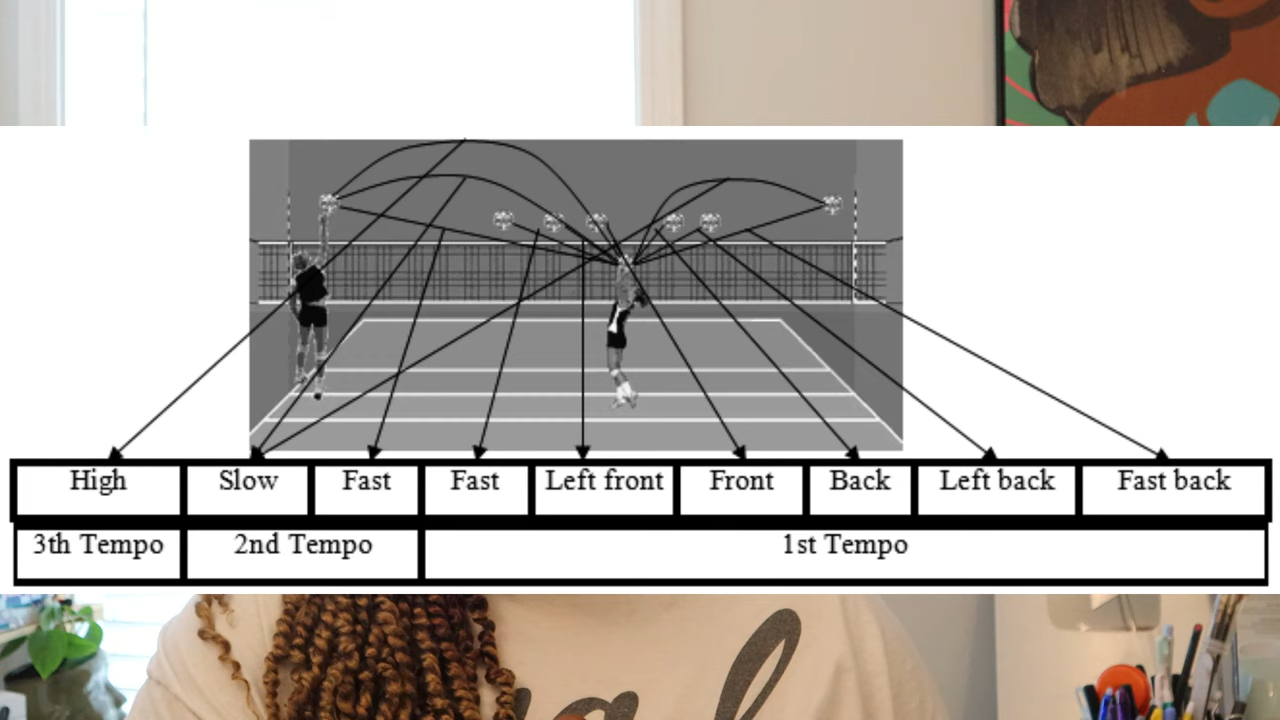 High Slow Fast Fast Left front Front Back Left back Fast back
3th Tempo 2nd Tempo 1st Tempo